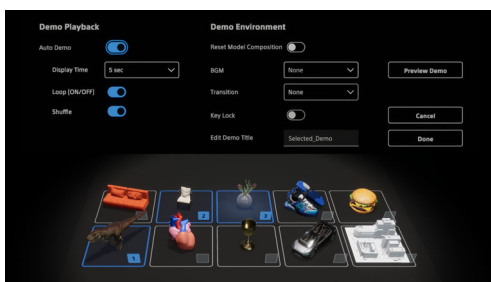 Demo Playback
Auto Demo
Display Time
5 sec
Loop (ON/OFF)
Shuffle
Demo Environment
Reset Model Composition
BGM
None
Preview Demo
Transition
None
Key Lock
Cancel
Edit Demo Title
Selected_Demo
Done
2
3
1